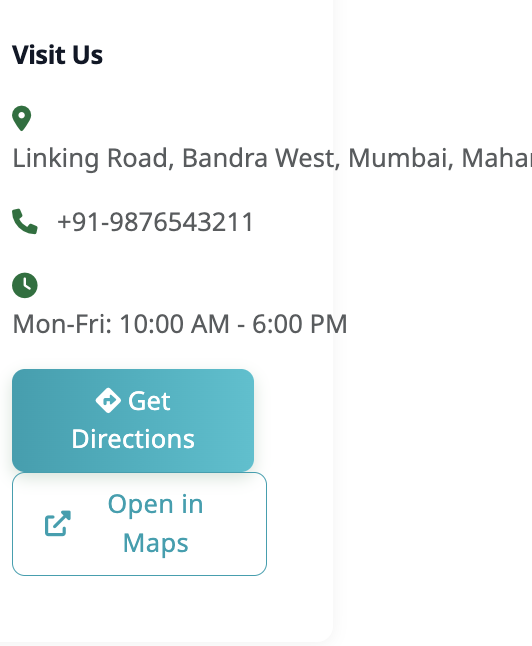 Visit Us
Linking Road, Bandra West, Mumbai,
+91-9876543211
Mon-Fri: 10:00 AM - 6:00 PM
Get
Directions
Open in
Maps